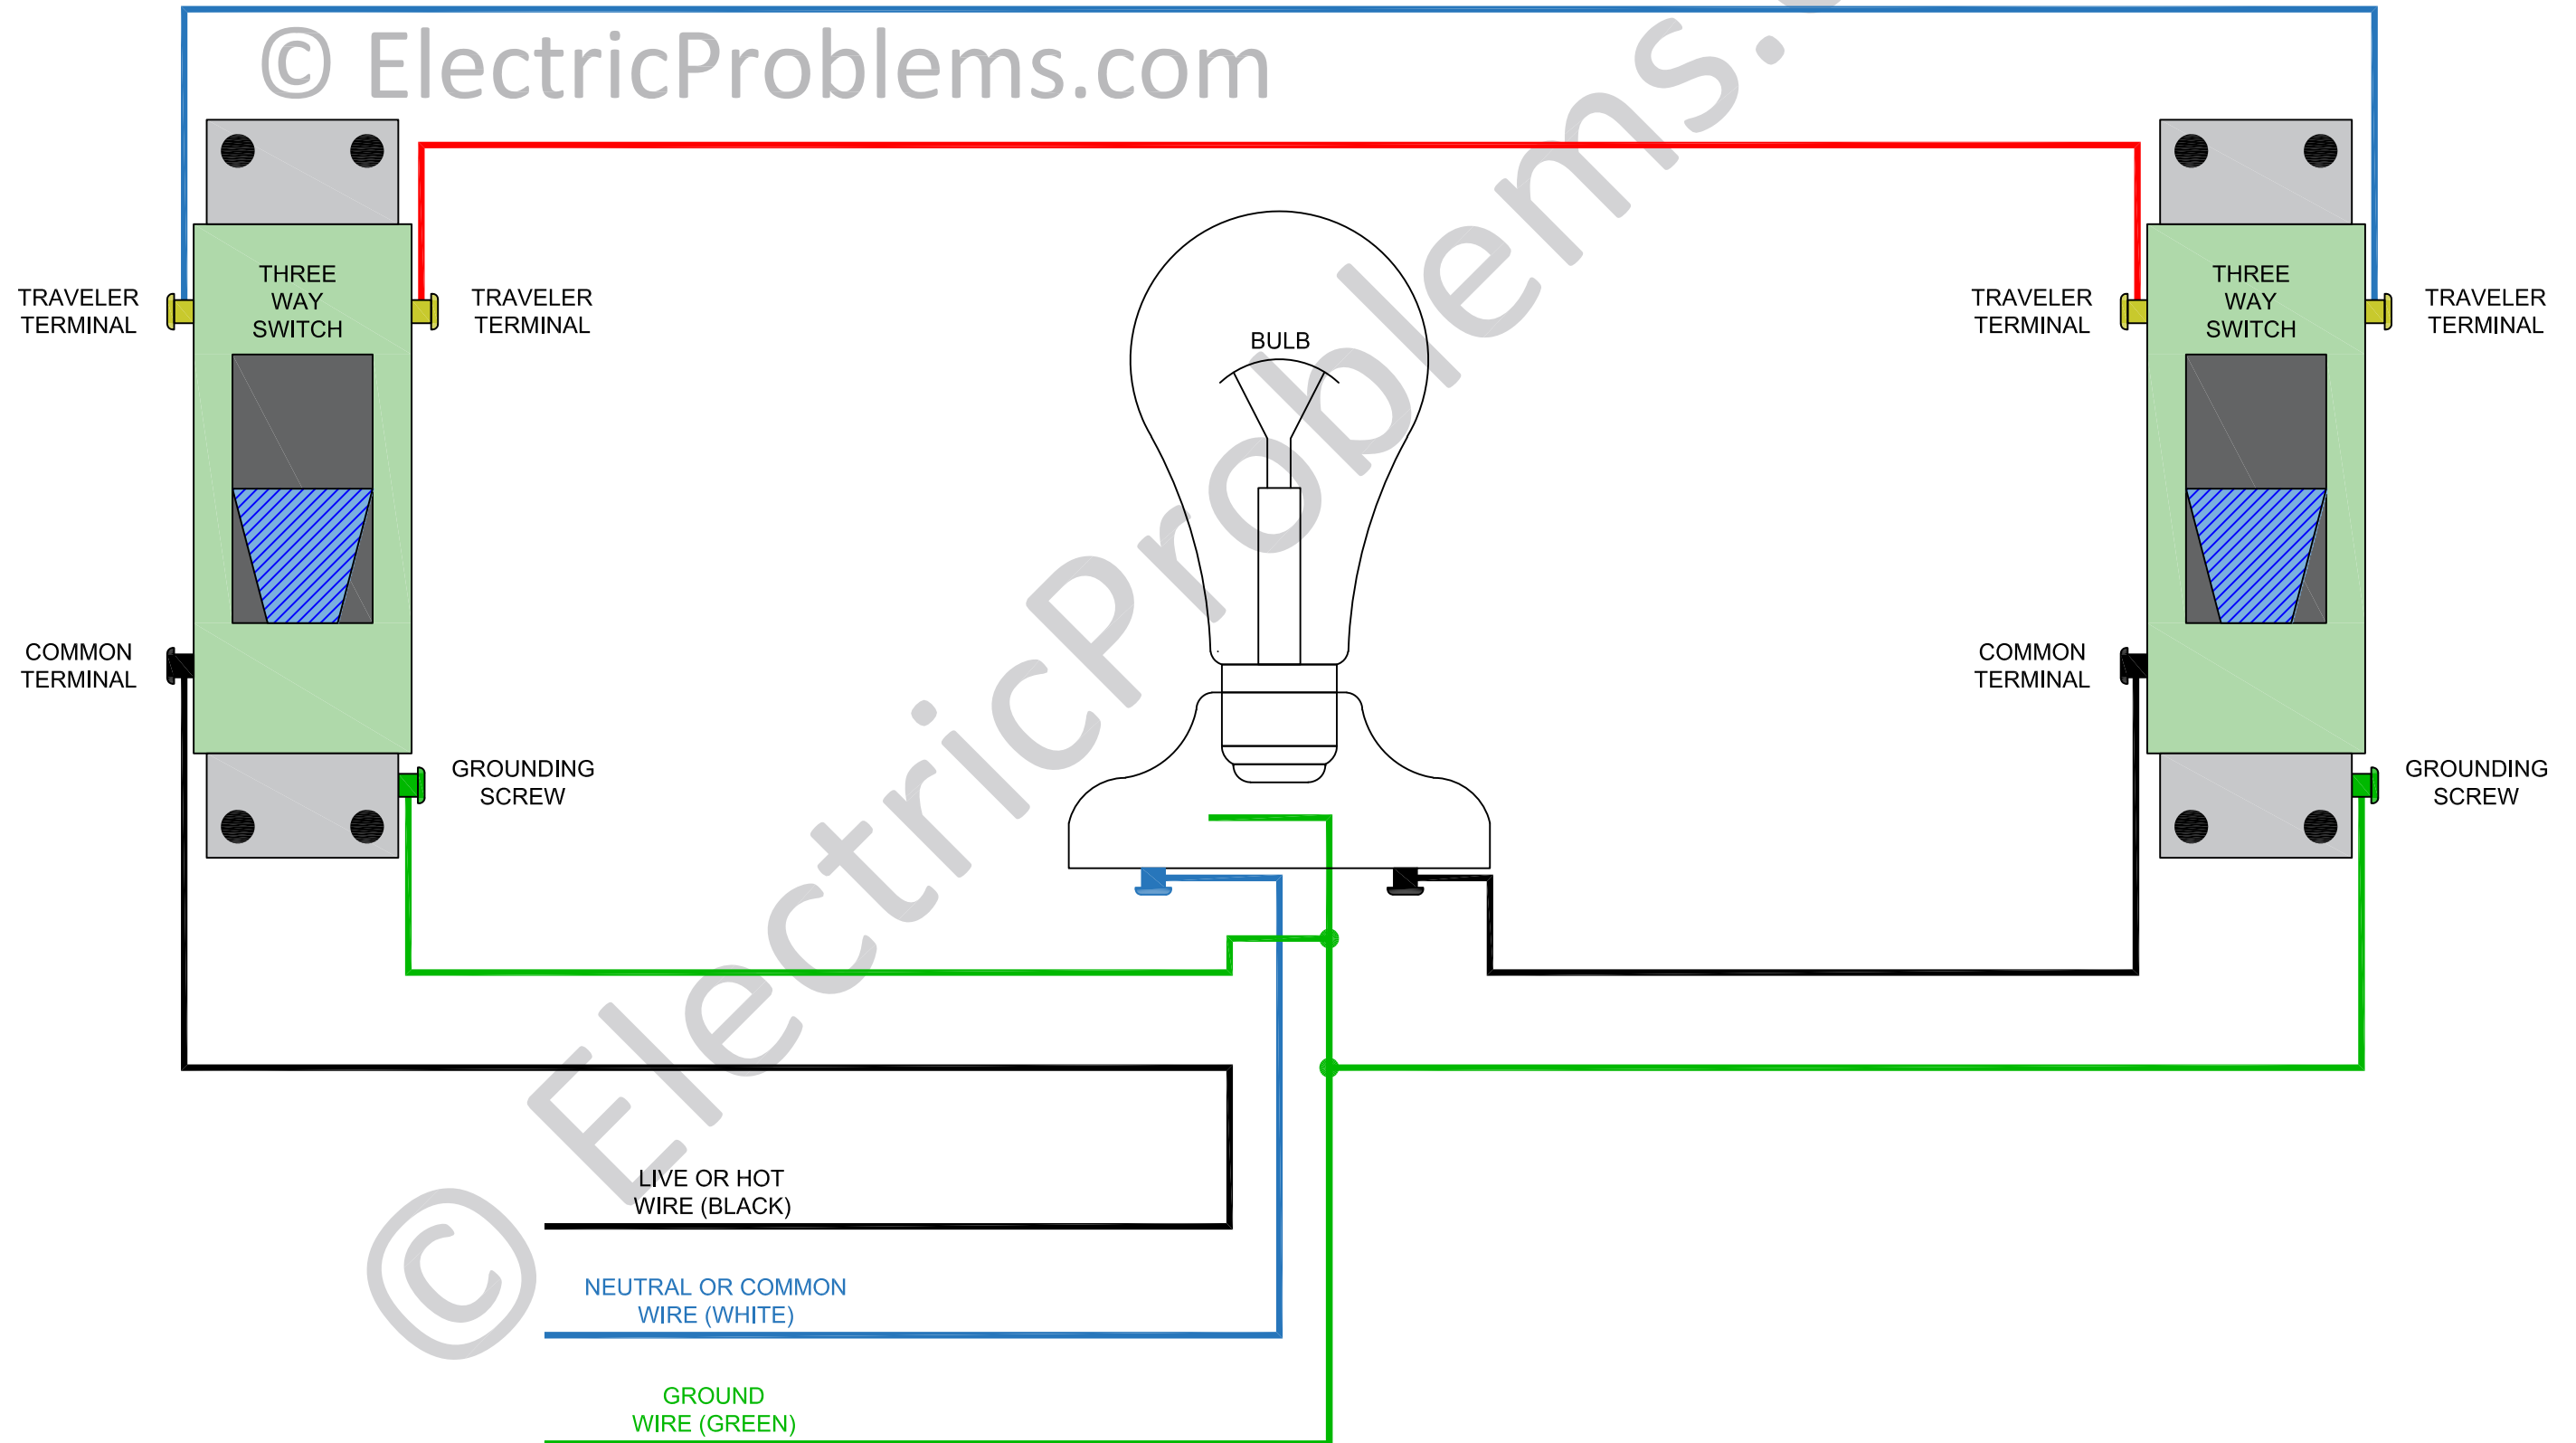 © ElectricProblems.com
THREE
WAY
SWITCH
TRAVELER
TERMINAL
TRAVELER
TERMINAL
COMMON
TERMINAL
GROUNDING
SCREW
BULB
THREE
WAY
SWITCH
TRAVELER
TERMINAL
TRAVELER
TERMINAL
COMMON
TERMINAL
GROUNDING
SCREW
LIVE OR HOT
WIRE (BLACK)
NEUTRAL OR COMMON
WIRE (WHITE)
GROUND
WIRE (GREEN)
© ElectricProblems.